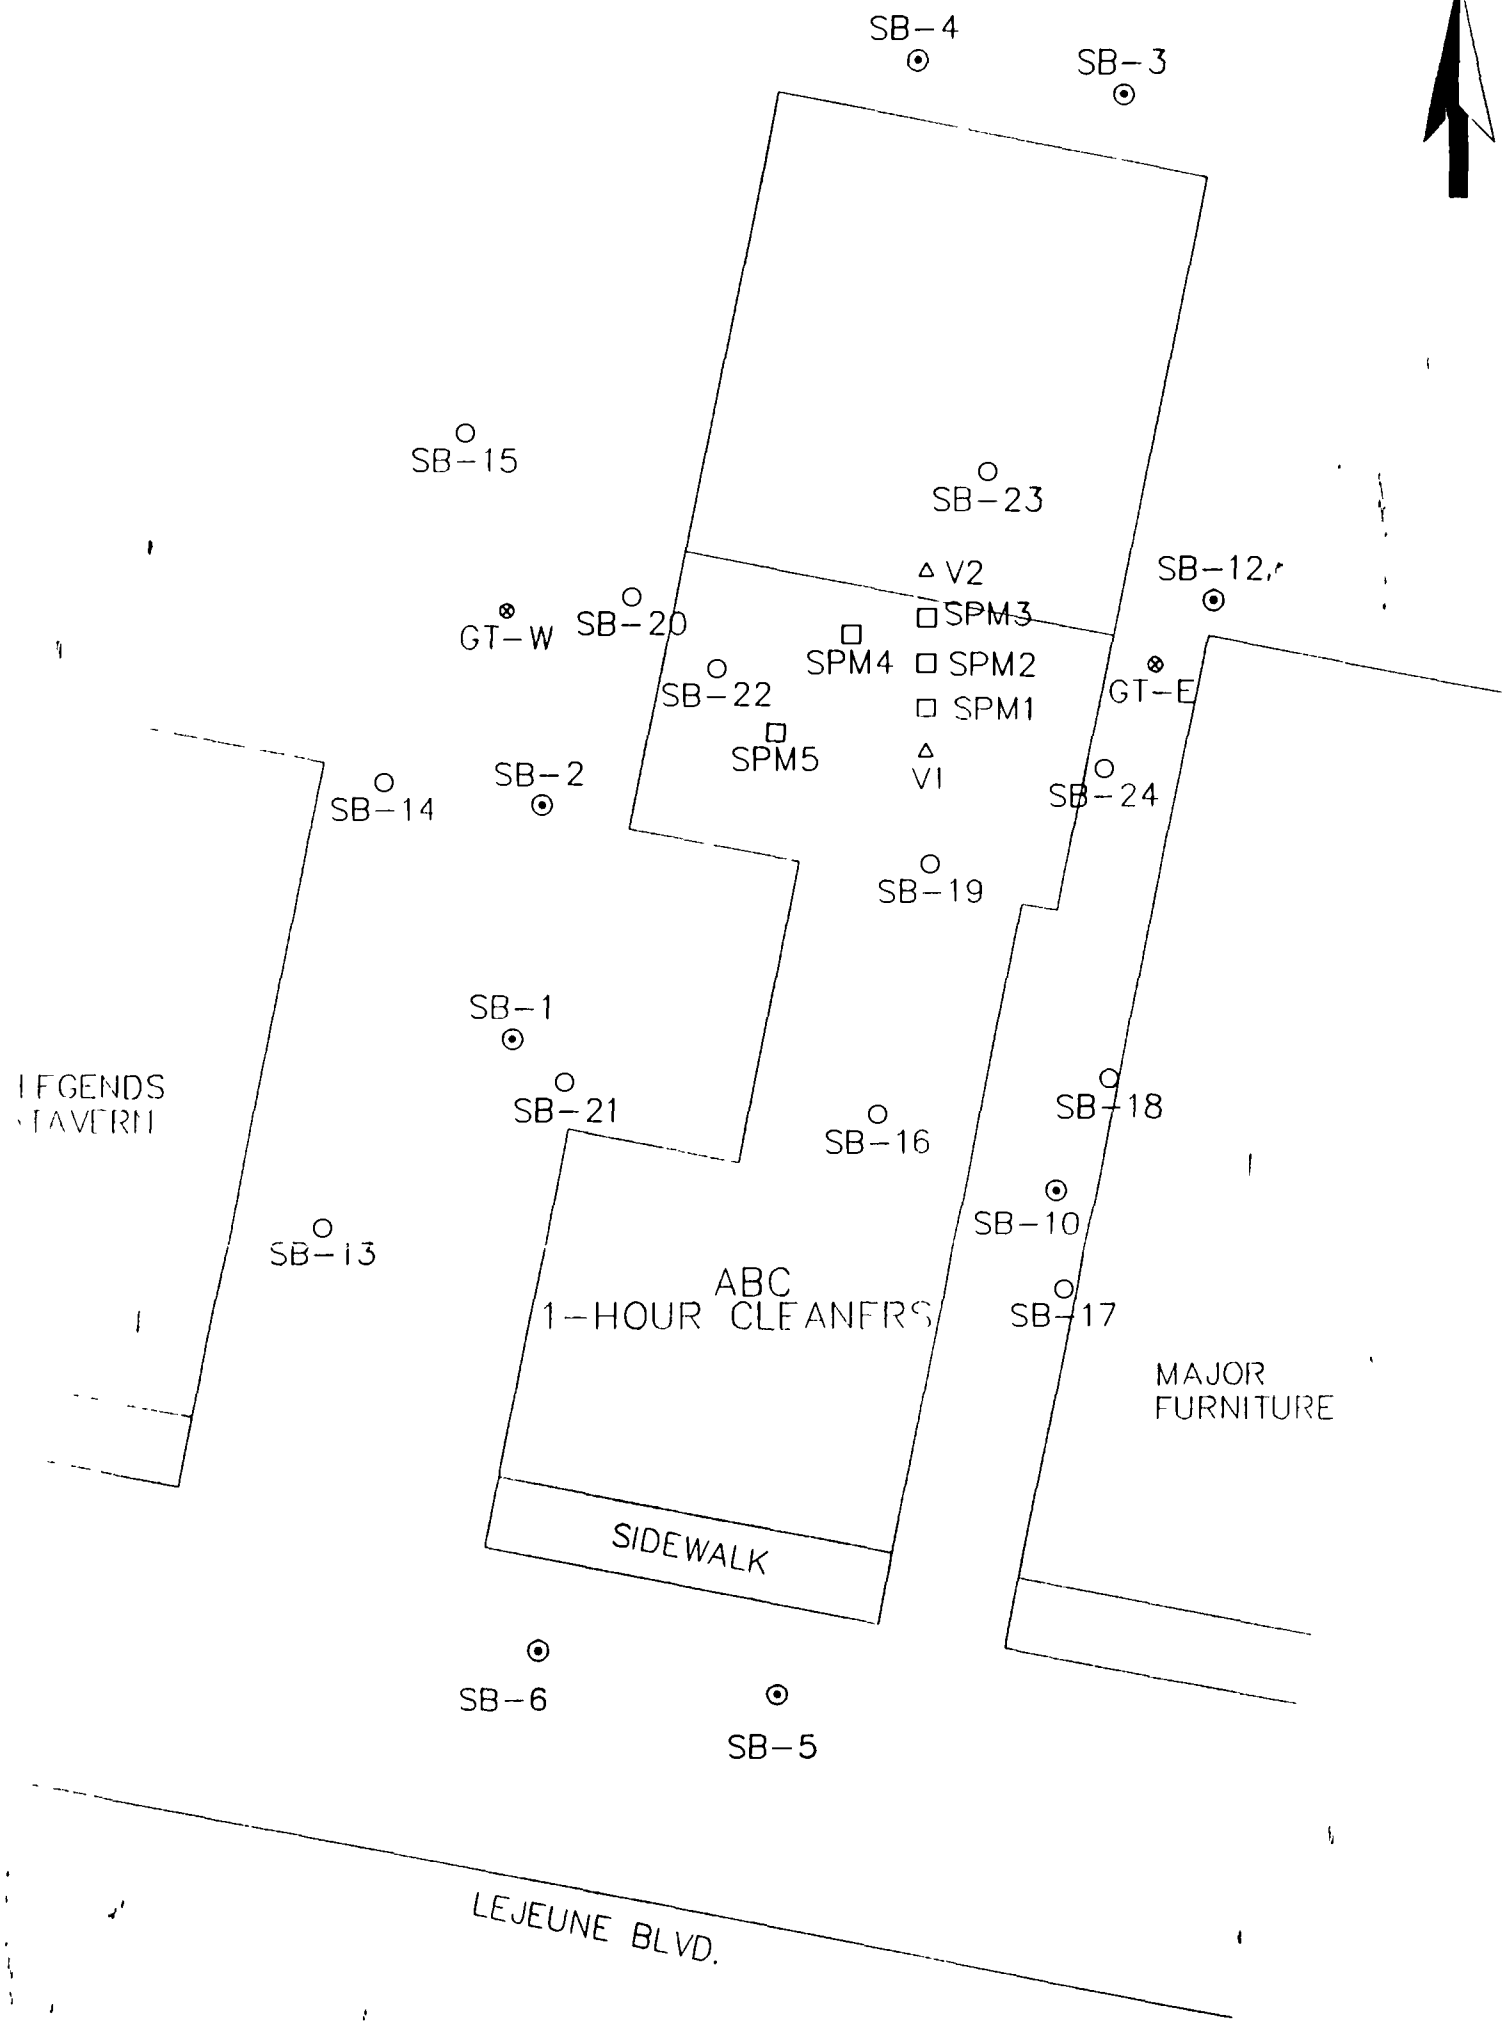 SB-4
SB-3
SB-15
SB-23
SB-12
V2
SPM3
GT-W
SB-20
SPM4
SPM2
GT-E
SB-22
SPM1
SPM5
V1
SB-2
SB-14
SB-24
SB-19
SB-1
LEGENDS
TAVERN
SB-21
SB-18
SB-16
SB-10
SB-13
ABC
1-HOUR CLEANERS
SB-17
MAJOR
FURNITURE
SIDEWALK
SB-6
SB-5
LEJEUNE BLVD.